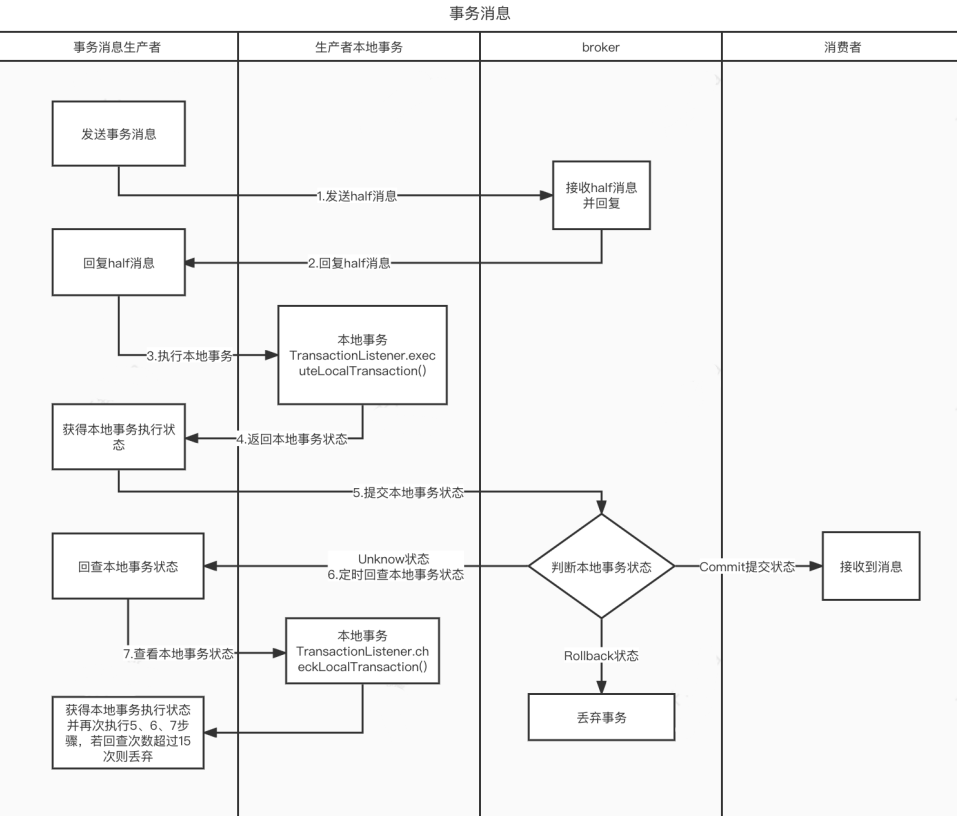 事务消息
事务消息生产者
生产者本地事务
broker
消费者
发送事务消息
1.发送half消息
接收half消息
并回复
2.回复half消息
回复half消息
本地事务
TransactionListener.exec
uteLocalTransaction()
3.执行本地事务
获得本地事务执行状
态
4.返回本地事务状态
5.提交本地事务状态
回查本地事务状态
Unknow状态
6.定时回查本地事务状态
判断本地事务状态
Commit提交状态
接收到消息
7.查看本地事务状态
本地事务
TransactionListener.ch
eckLocalTransaction()
Rollback状态
丢弃事务
获得本地事务执行状态
并再次执行5、6、7步
骤，若回查次数超过15
次则丢弃